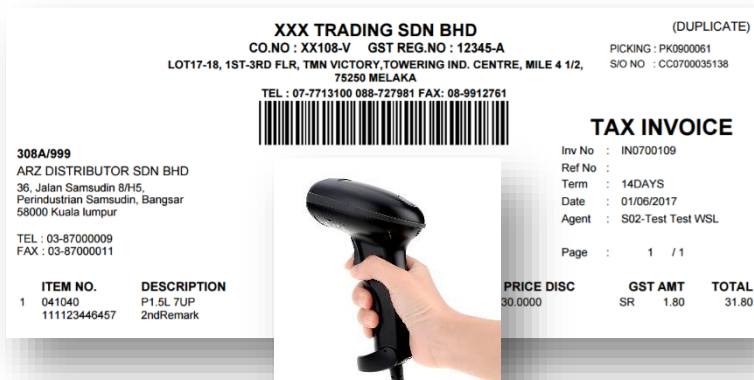 XXX TRADING SDN BHD
(DUPLICATE)
CO.NO : XX108-V GST REG.NO : 12345-A
PICKING : PK0900061
LOT17-18, 1ST-3RD FLR, TMN VICTORY,TOWERING IND. CENTRE, MILE 4 1/2,
S/O NO : CC0700035138
75250 MELAKA
TEL : 07-7713100 088-727981 FAX: 08-9912761
TAX INVOICE
308A/999
ARZ DISTRIBUTOR SDN BHD
36, Jalan Samsudin 8/H5,
Perindustrian Samsudin, Bangsar
58000 Kuala lumpur
TEL : 03-87000009
FAX : 03-87000011
Inv No : IN0700109
Ref No :
Term : 14DAYS
Date : 01/06/2017
Agent : S02-Test Test WSL
Page : 1 / 1
ITEM NO. DESCRIPTION PRICE DISC GST AMT TOTAL
1 041040 P1.5L 7UP 30.0000 SR 1.80 31.80
111123446457 2ndRemark